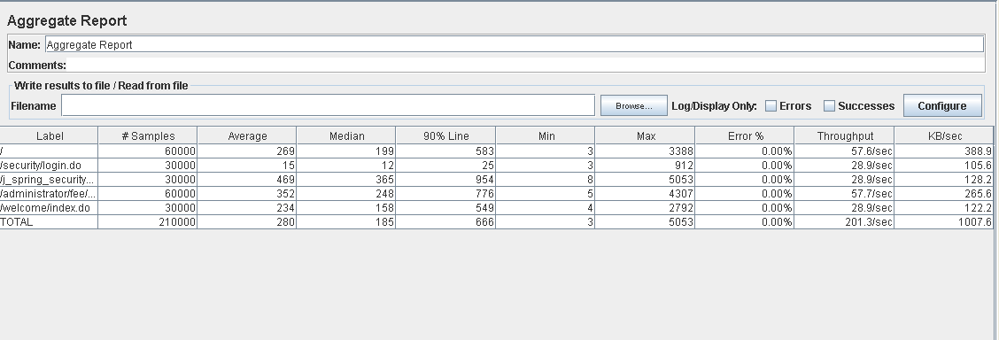 Aggregate Report
Name: Aggregate Report
Comments:
Write results to file / Read from file
Filename Browse... Log/Display Only: Errors Successes Configure
Label # Samples Average Median 90% Line Min Max Error % Throughput KB/sec
/ 60000 269 199 583 3 3388 0.00% 57.6/sec 388.9
/security/login.do 30000 15 12 25 3 912 0.00% 28.9/sec 105.6
/j_spring_security... 30000 469 365 954 8 5053 0.00% 28.9/sec 128.2
/administrator/fee/... 60000 352 248 776 5 4307 0.00% 57.7/sec 265.6
/welcome/index.do 30000 234 158 549 4 2792 0.00% 28.9/sec 122.2
TOTAL 210000 280 185 666 3 5053 0.00% 201.3/sec 1007.6